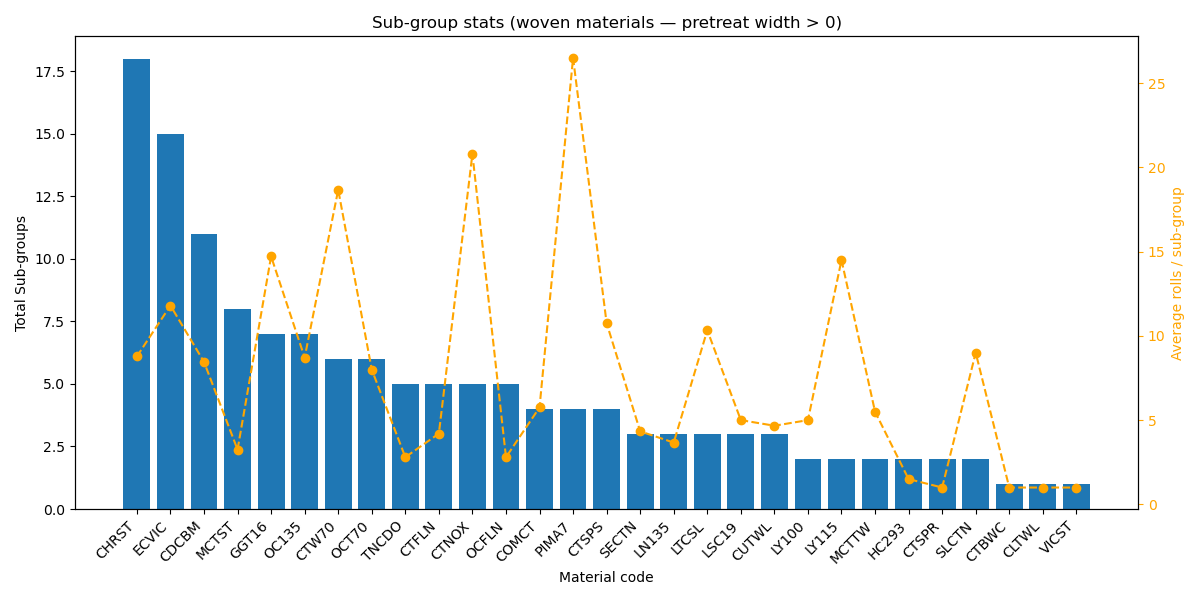 Sub-group stats (woven materials — pretreat width > 0)
Total Sub-groups
17.5
15.0
12.5
10.0
7.5
5.0
2.5
0.0
25
20
15
10
5
0
Average rolls / sub-group
CHRST
ECVIC
CDCBM
MCTST
GGT16
OC135
CTW70
OCT70
TNCDO
CTFLN
CTNOX
OCFLN
COMCT
PIMA7
CTSPS
SECTN
LN135
LTCSL
LSC19
CUTWL
LY100
LY115
MCTTW
HC293
CTSPR
SLCTN
CTBWC
CLTWL
VICST
Material code